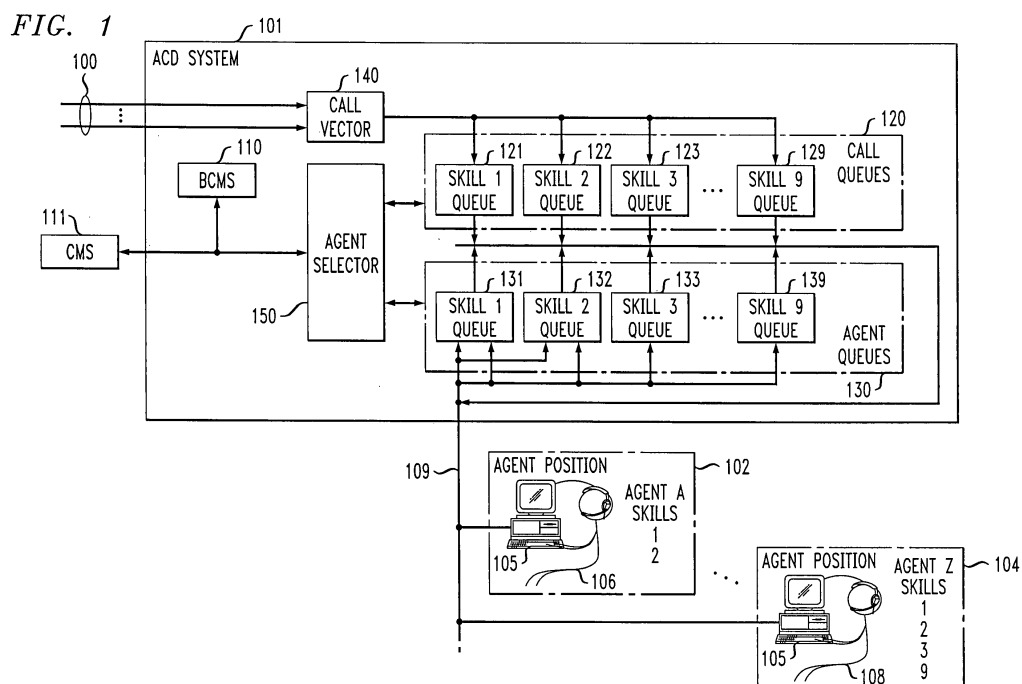 FIG. 1
101
ACD SYSTEM
100
140
CALL
VECTOR
120
CALL
QUEUES
121
SKILL 1
QUEUE
122
SKILL 2
QUEUE
123
SKILL 3
QUEUE
...
129
SKILL 9
QUEUE
110
BCMS
111
CMS
AGENT
SELECTOR
150
131
SKILL 1
QUEUE
132
SKILL 2
QUEUE
133
SKILL 3
QUEUE
...
139
SKILL 9
QUEUE
AGENT
QUEUES
130
109
102
AGENT POSITION
AGENT A
SKILLS
1
2
105
106
...
104
AGENT POSITION
AGENT Z
SKILLS
1
2
3
9
105
108